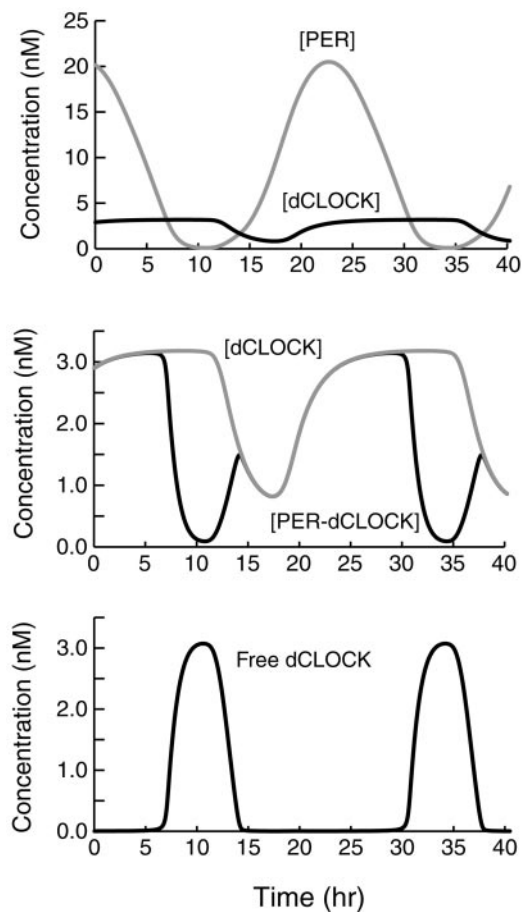 Concentration (nM)
25
20
15
10
5
0
[PER]
[dCLOCK]
0 5 10 15 20 25 30 35 40
Concentration (nM)
3.0
2.0
1.0
0.0
[dCLOCK]
[PER-dCLOCK]
0 5 10 15 20 25 30 35 40
Concentration (nM)
3.0
2.0
1.0
0.0
Free dCLOCK
0 5 10 15 20 25 30 35 40
Time (hr)